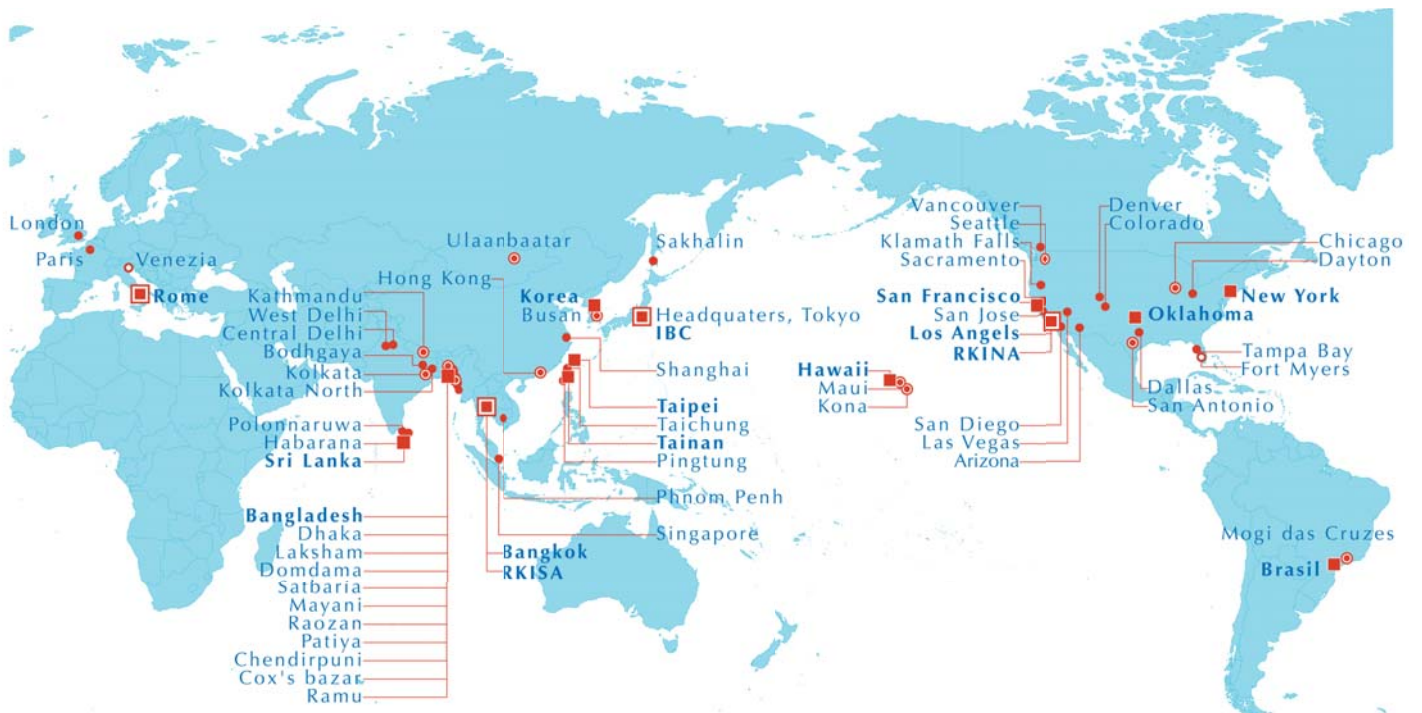 London
Paris
Venezia
Rome
Kathmandu
West Delhi
Central Delhi
Bodhgaya
Kolkata
Kolkata North
Polonnaruwa
Habarana
Sri Lanka
Bangladesh
Dhaka
Laksham
Domdama
Satbaria
Mayani
Raozan
Patiya
Chendirpuni
Cox's bazar
Ramu
Ulaanbaatar
Hong Kong
Sakhalin
Korea
Busan
Headquaters, Tokyo
IBC
Shanghai
Taipei
Taichung
Tainan
Pingtung
Phnom Penh
Singapore
Bangkok
RKISA
Hawaii
Maui
Kona
Vancouver
Seattle
Klamath Falls
Sacramento
San Francisco
San Jose
Los Angels
RKINA
San Diego
Las Vegas
Arizona
Denver
Colorado
Chicago
Dayton
New York
Oklahoma
Tampa Bay
Fort Myers
Dallas
San Antonio
Mogi das Cruzes
Brasil